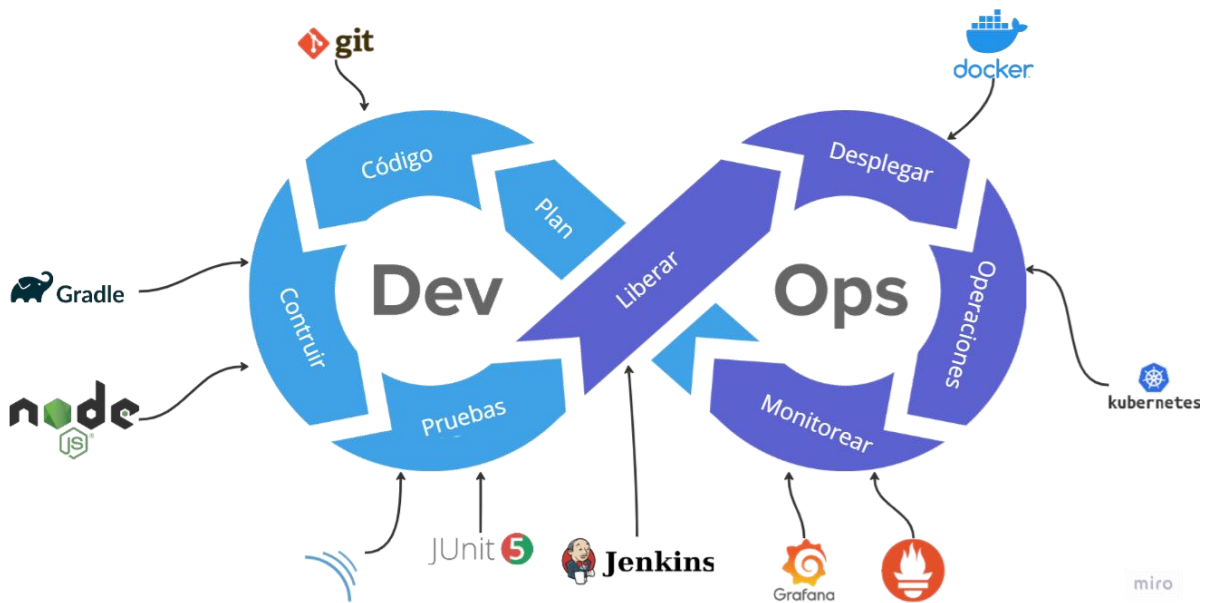 git
docker
Código
Desplegar
Plan
Liberar
Dev
Ops
Gradle
Contruir
Operaciones
node
JS
kubernetes
Pruebas
Monitorear
JUnit 5
Jenkins
Grafana
miro